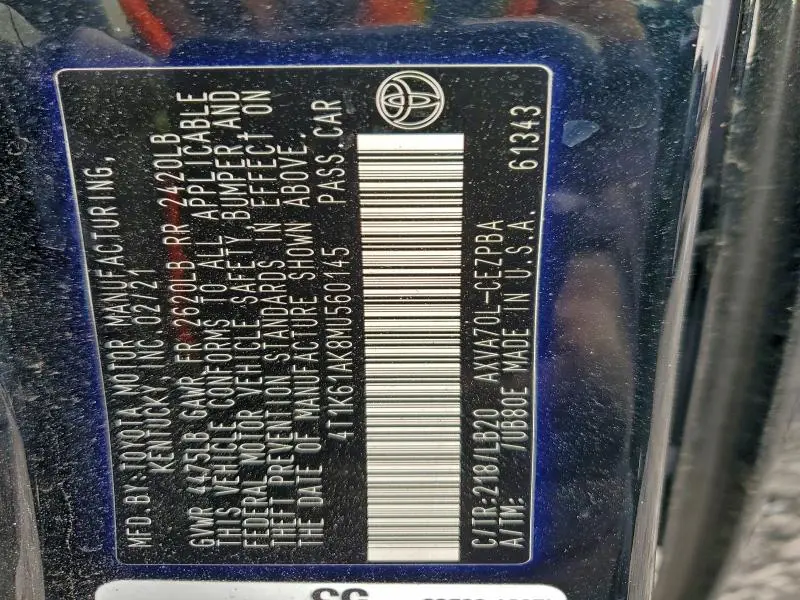 MFD.BY:TOYOTA MOTOR MANUFACTURING,
KENTUCKY, INC.02/21
GVWR 4475LB GAWR FR 2620LB RR 2420LB
THIS VEHICLE CONFORMS TO ALL APPLICABLE
FEDERAL MOTOR VEHICLE SAFETY,BUMPER,AND
THEFT PREVENTION STANDARDS IN EFFECT ON
THE DATE OF MANUFACTURE SHOWN ABOVE.
4T1K61AK8MU560145 PASS.CAR
C/TR:218/LB20 AXVA70L-CEZPBA
A/TM: /UB80E MADE IN U.S.A. 61343